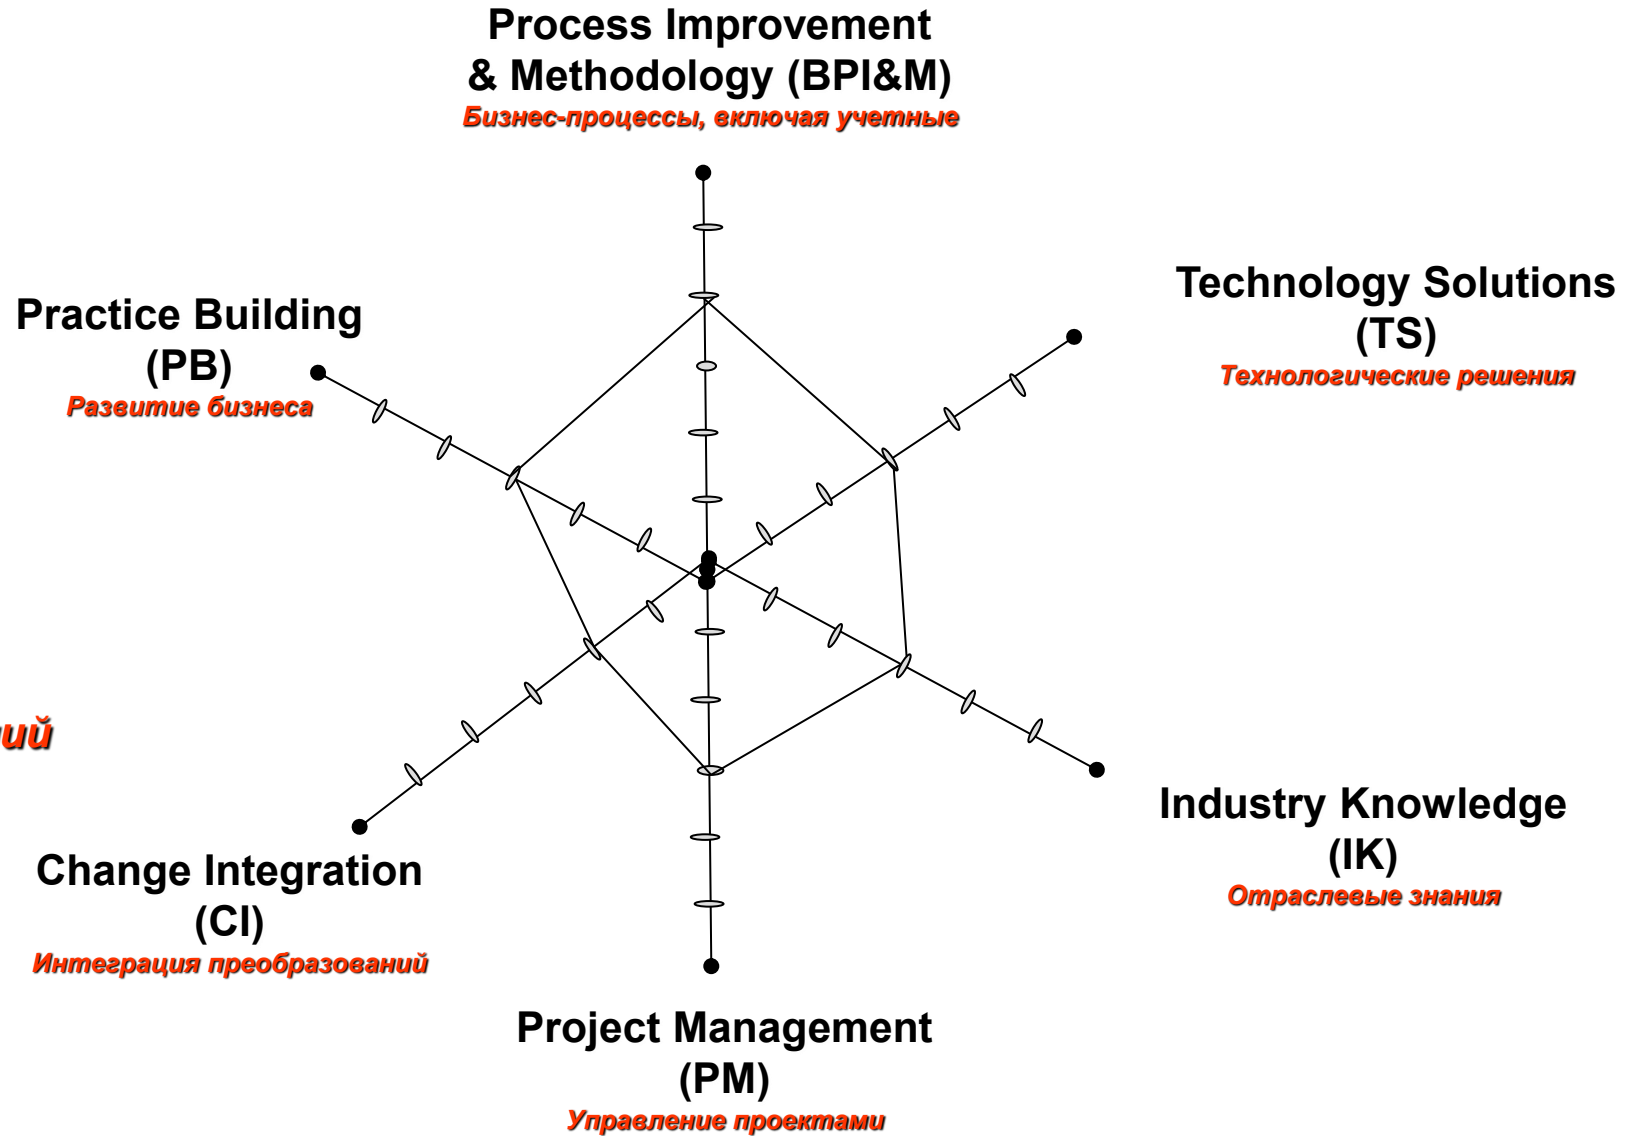 Process Improvement
& Methodology (BPI&M)
Бизнес-процессы, включая учетные
Technology Solutions
(TS)
Технологические решения
Practice Building
(PB)
Развитие бизнеса
Industry Knowledge
(IK)
Отраслевые знания
Change Integration
(CI)
Интеграция преобразований
Project Management
(PM)
Управление проектами